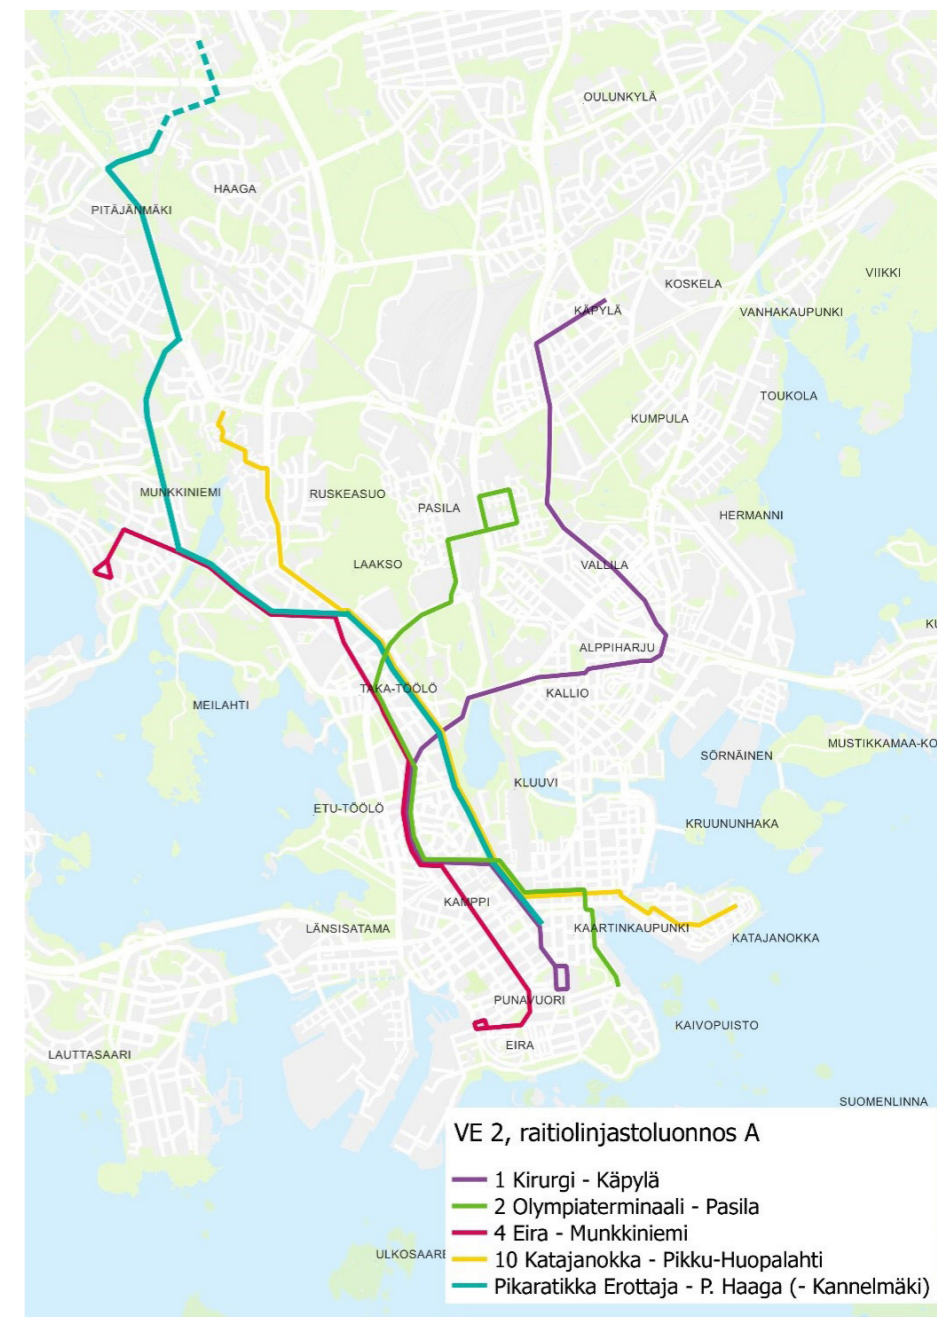 OULUNKYLÄ
HAAGA
PITÄJÄNMÄKI
VIIKKI
KOSKELA
KÄPYLÄ
VANHAKAUPUNKI
TOUKOLA
KUMPULA
MUNKKINIEMI
RUSKEASUO
PASILA
HERMANNI
LAAKSO
VALLILA
KU
ALPPIHARJU
TAKA-TÖÖLÖ
KALLIO
MEILAHTI
MUSTIKKAMAA-KO
SÖRNÄINEN
KLUUVI
ETU-TÖÖLÖ
KRUUNUNHAKA
KAMPPI
LÄNSISATAMA
KAARTINKAUPUNKI
KATAJANOKKA
PUNAVUORI
KAIVOPUISTO
EIRA
LAUTTASAARI
SUOMENLINNA
ULKOSAARE
VE 2, raitiolinjastoluonnos A
1 Kirurgi - Käpylä
2 Olympiaterminaali - Pasila
4 Eira - Munkkiniemi
10 Katajanokka - Pikku-Huopalahti
Pikaratikka Erottaja - P. Haaga (- Kannelmäki)